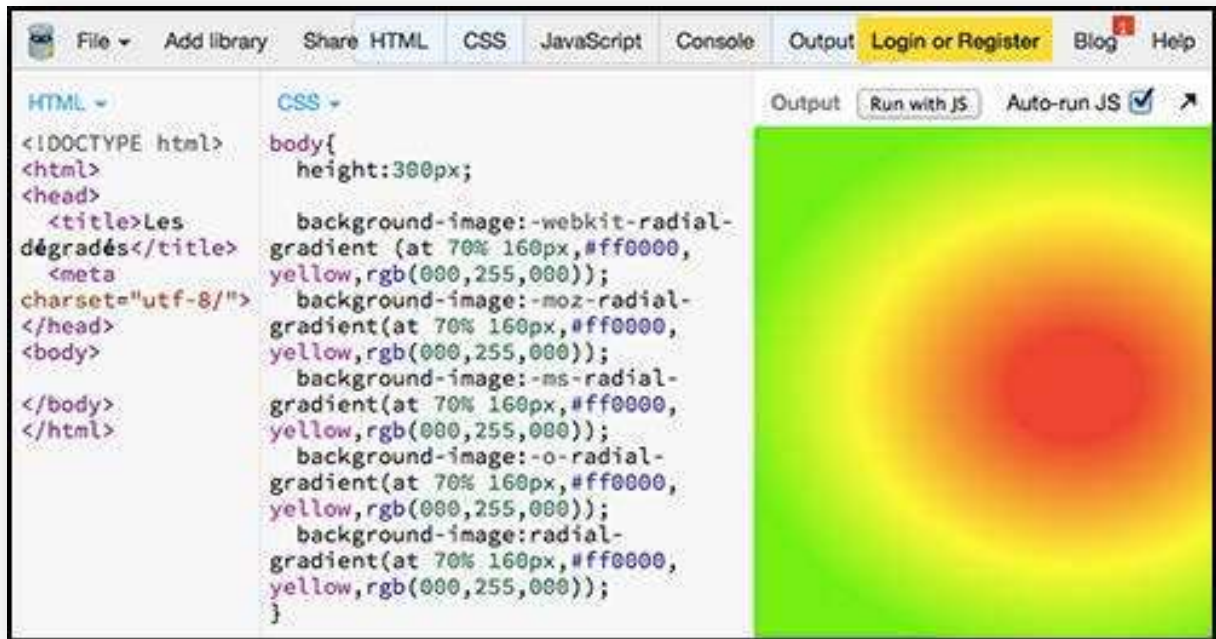 File Add library Share HTML CSS JavaScript Console Output Login or Register Blog 1 Help
HTML
<!DOCTYPE html>
<html>
<head>
<title>Les
dégradés</title>
<meta
charset="utf-8/">
</head>
<body>
</body>
</html>
CSS
body{
height:300px;
background-image:-webkit-radial-
gradient (at 70% 160px,#ff0000,
yellow,rgb(000,255,000));
background-image:-moz-radial-
gradient(at 70% 160px,#ff0000,
yellow,rgb(000,255,000));
background-image:-ms-radial-
gradient(at 70% 160px,#ff0000,
yellow,rgb(000,255,000));
background-image:-o-radial-
gradient(at 70% 160px,#ff0000,
yellow,rgb(000,255,000));
background-image:radial-
gradient(at 70% 160px,#ff0000,
yellow,rgb(000,255,000));
}
Output Run with JS Auto-run JS